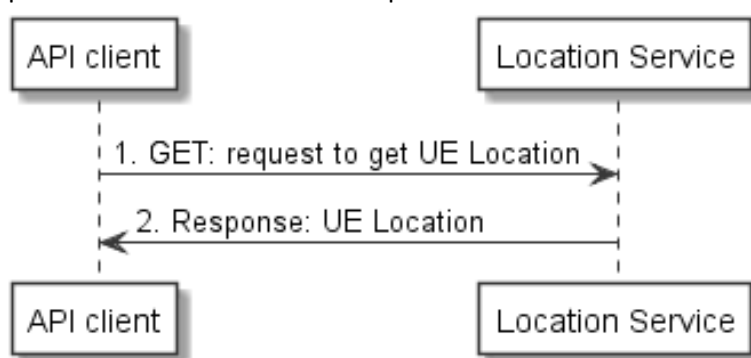 API client
Location Service
1. GET: request to get UE Location
2. Response: UE Location
API client
Location Service